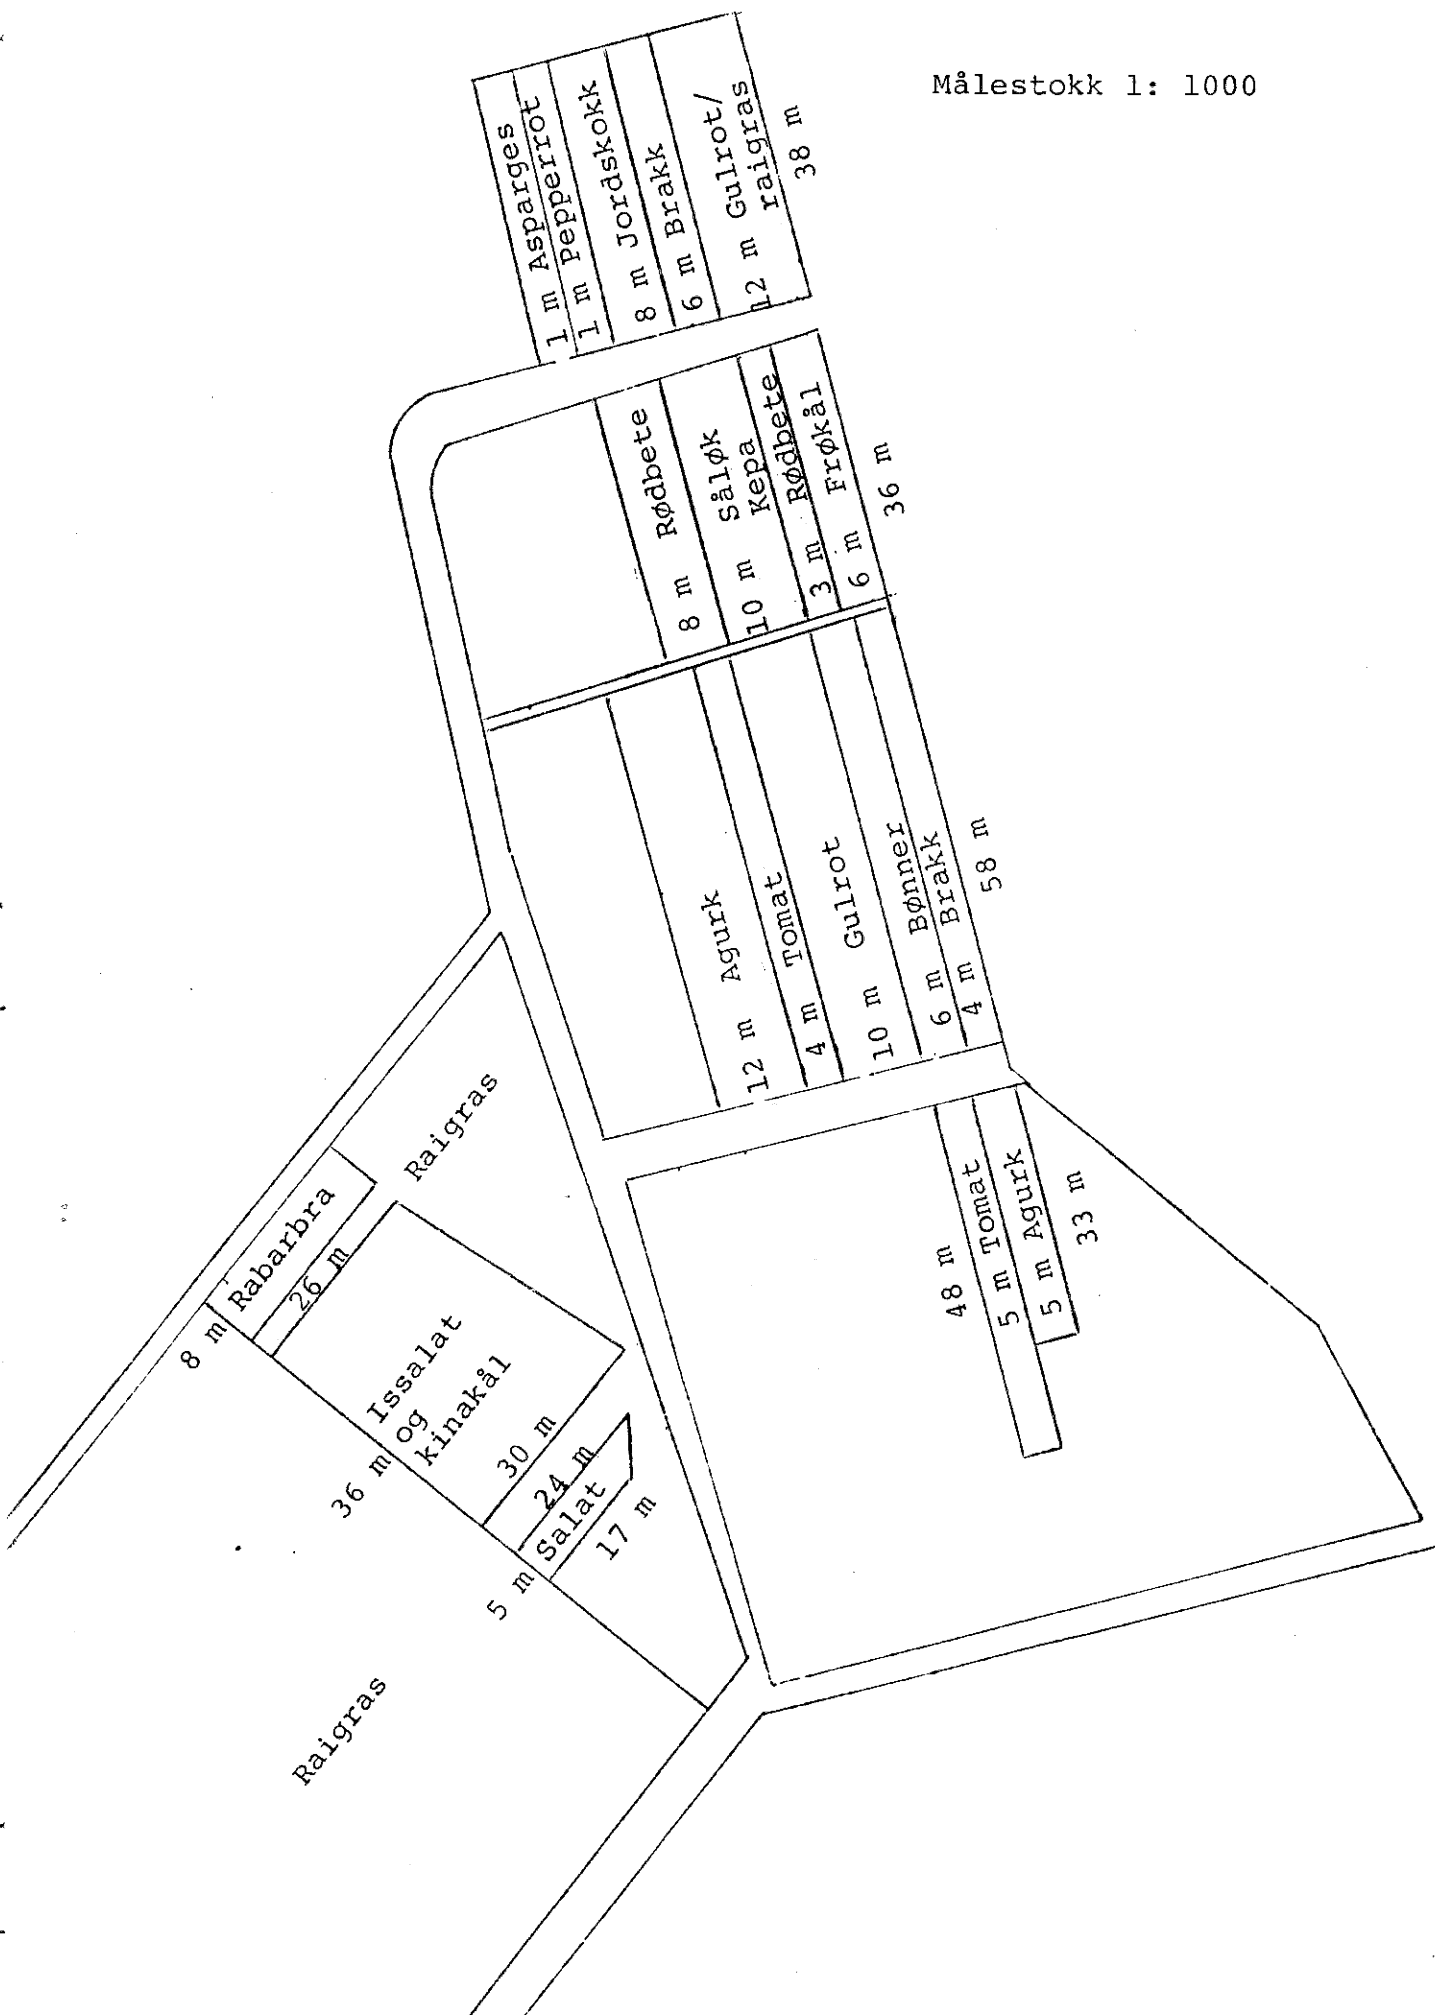 Målestokk 1: 1000
1 m Asparges
1 m Pepperrot
8 m Jordskokk
6 m Brakk
12 m Gulrot/
raigras
38 m
8 m Rødbete
10 m Såløk
Kepa
3 m Rødbete
6 m Frøkål
36 m
12 m Agurk
4 m Tomat
10 m Gulrot
6 m Bønner
4 m Brakk
58 m
Raigras
8 m
Rabarbra
26 m
36 m
Issalat
og
kinakål
30 m
24 m
5 m
Salat
17 m
Raigras
48 m
5 m Tomat
5 m Agurk
33 m